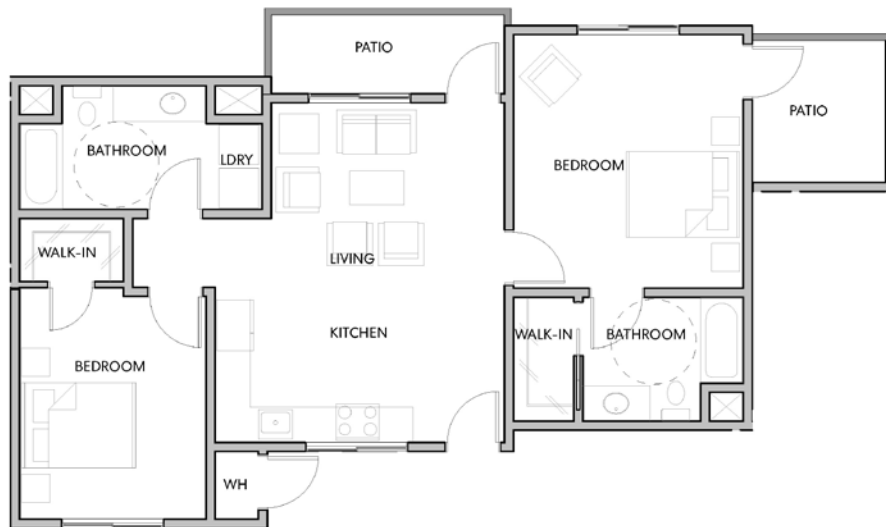 PATIO
PATIO
BATHROOM
LDRY
BEDROOM
WALK-IN
LIVING
KITCHEN
WALK-IN
BATHROOM
BEDROOM
WH